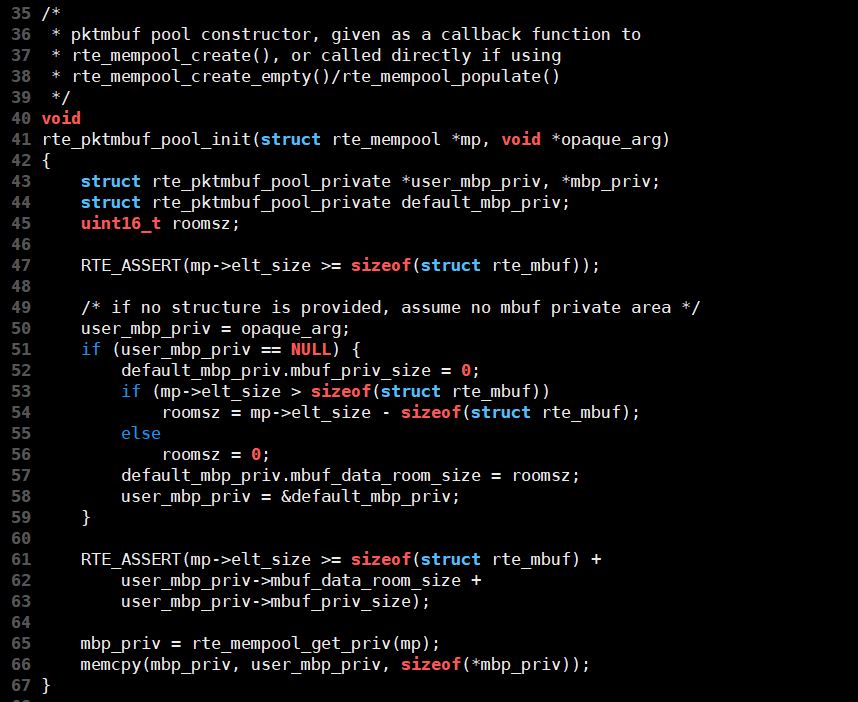 35 /*
36  * pktmbuf pool constructor, given as a callback function to
37  * rte_mempool_create(), or called directly if using
38  * rte_mempool_create_empty()/rte_mempool_populate()
39  */
40 void
41 rte_pktmbuf_pool_init(struct rte_mempool *mp, void *opaque_arg)
42 {
43     struct rte_pktmbuf_pool_private *user_mbp_priv, *mbp_priv;
44     struct rte_pktmbuf_pool_private default_mbp_priv;
45     uint16_t roomsz;
46
47     RTE_ASSERT(mp->elt_size >= sizeof(struct rte_mbuf));
48
49     /* if no structure is provided, assume no mbuf private area */
50     user_mbp_priv = opaque_arg;
51     if (user_mbp_priv == NULL) {
52         default_mbp_priv.mbuf_priv_size = 0;
53         if (mp->elt_size > sizeof(struct rte_mbuf))
54             roomsz = mp->elt_size - sizeof(struct rte_mbuf);
55         else
56             roomsz = 0;
57         default_mbp_priv.mbuf_data_room_size = roomsz;
58         user_mbp_priv = &default_mbp_priv;
59     }
60
61     RTE_ASSERT(mp->elt_size >= sizeof(struct rte_mbuf) +
62         user_mbp_priv->mbuf_data_room_size +
63         user_mbp_priv->mbuf_priv_size);
64
65     mbp_priv = rte_mempool_get_priv(mp);
66     memcpy(mbp_priv, user_mbp_priv, sizeof(*mbp_priv));
67 }